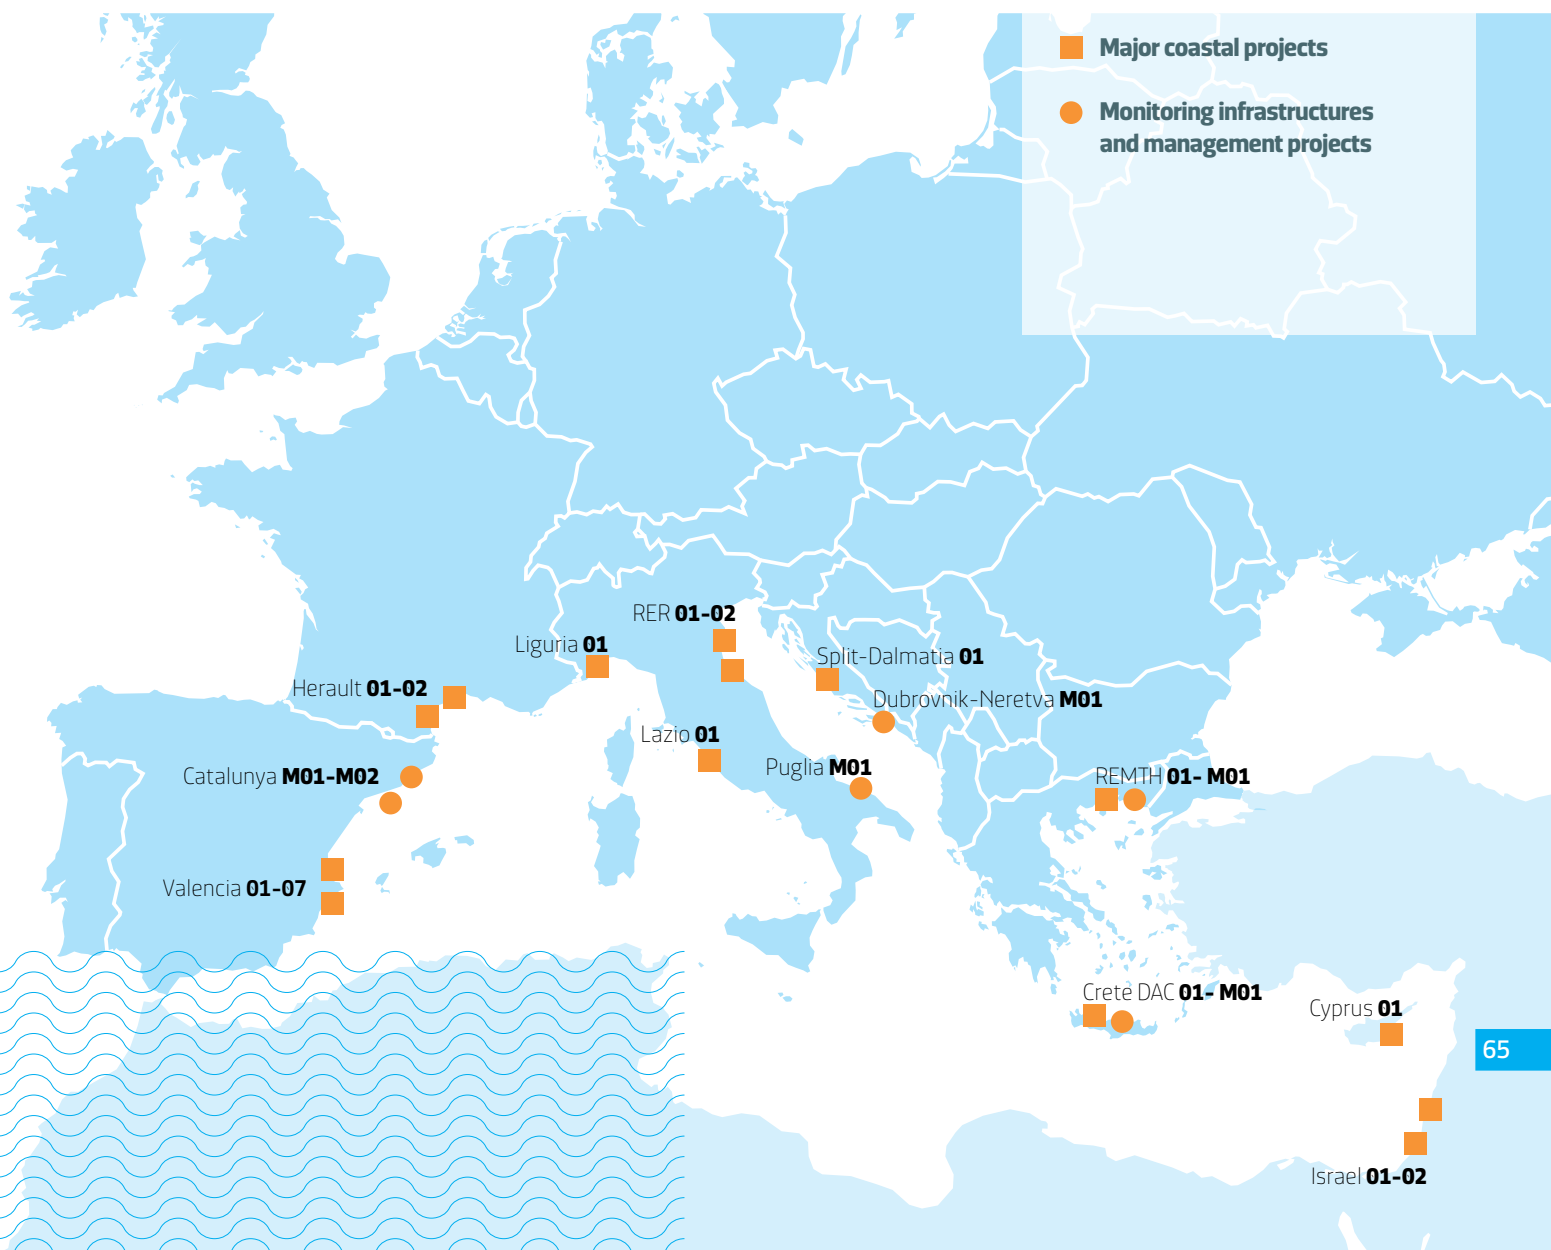 Major coastal projects
Monitoring infrastructures
and management projects
RER 01-02
Liguria 01
Split-Dalmatia 01
Herault 01-02
Dubrovnik-Neretva M01
Lazio 01
Puglia M01
Catalunya M01-M02
REMTH 01- M01
Valencia 01-07
Crete DAC 01- M01
Cyprus 01
65
Israel 01-02